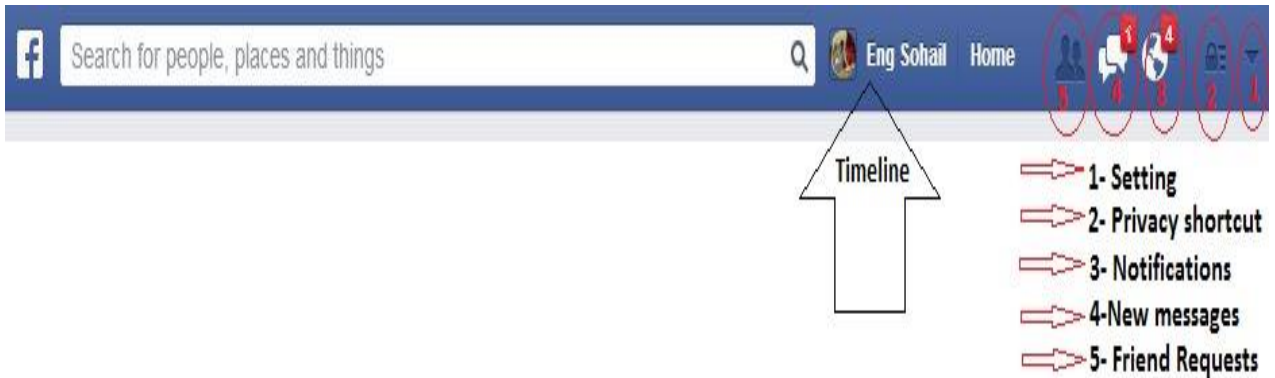 f Search for people, places and things Eng Sohail Home 1 4
5 4 3 2 1
Timeline
1- Setting
2- Privacy shortcut
3- Notifications
4-New messages
5- Friend Requests